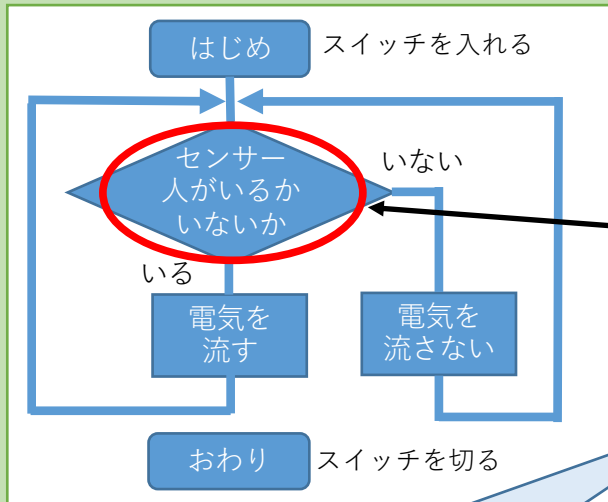 はじめ
スイッチを入れる
センサー
人がいるか
いないか
いない
いる
電気を
流す
電気を
流さない
おわり
スイッチを切る